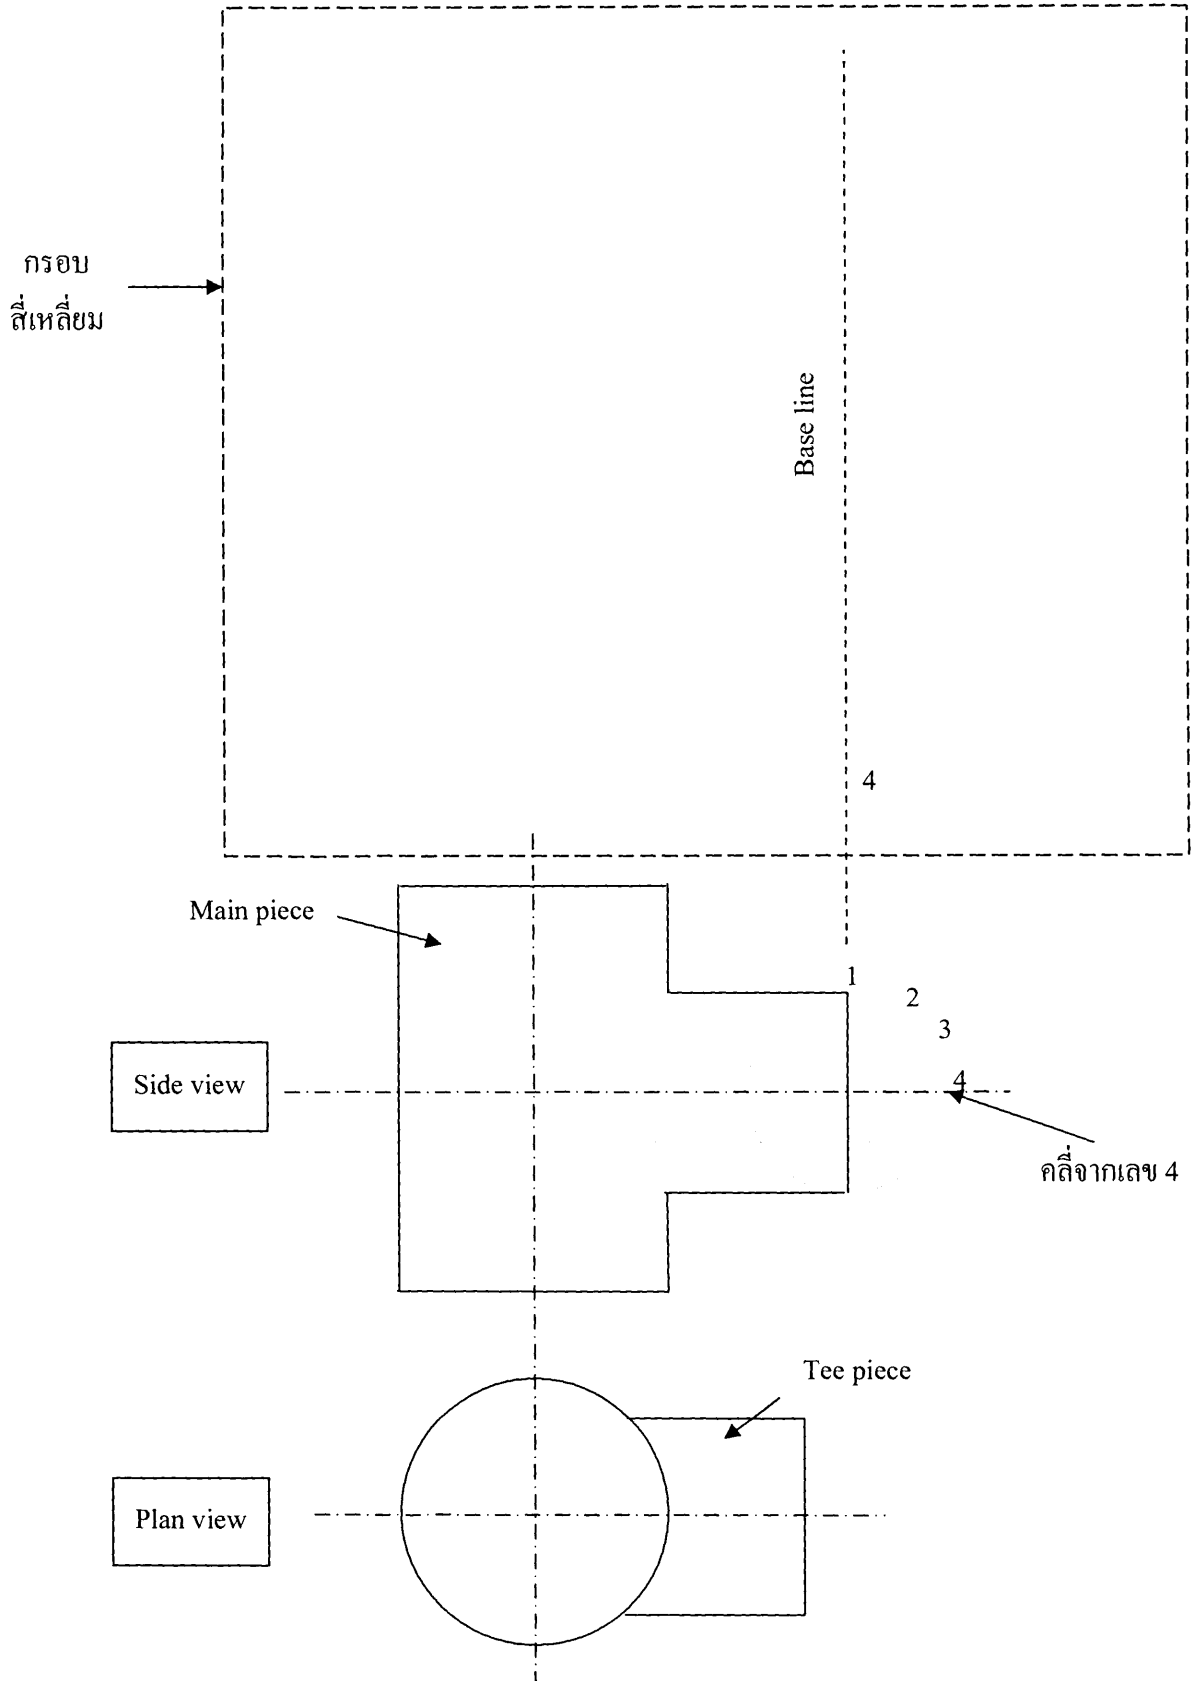 กรอบ
สี่เหลี่ยม
Base line
4
Main piece
1
2
3
4
Side view
คลี่จากเลข 4
Tee piece
Plan view